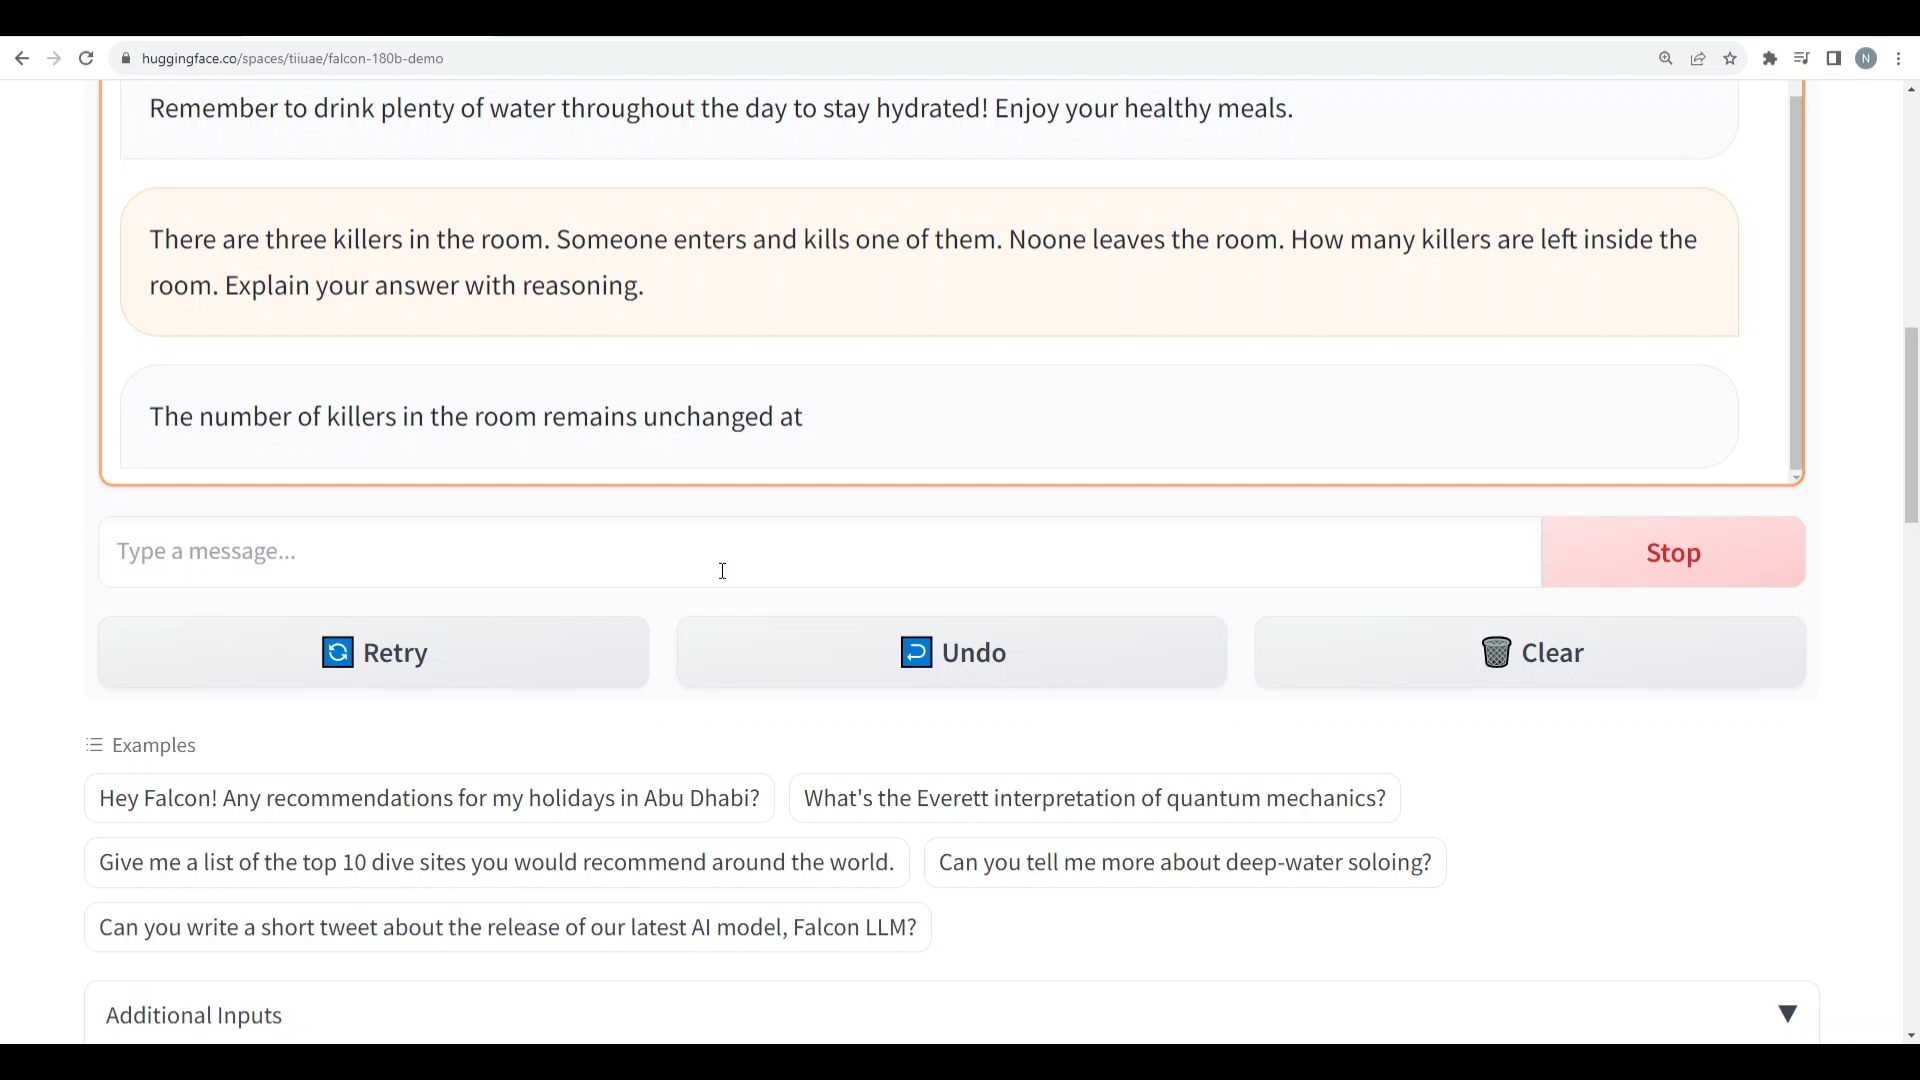 huggingface.co/spaces/tiiuae/falcon-180b-demo
N
Remember to drink plenty of water throughout the day to stay hydrated! Enjoy your healthy meals.
There are three killers in the room. Someone enters and kills one of them. Noone leaves the room. How many killers are left inside the
room. Explain your answer with reasoning.
The number of killers in the room remains unchanged at
Type a message...
Stop
Retry
Undo
Clear
Examples
Hey Falcon! Any recommendations for my holidays in Abu Dhabi?
What's the Everett interpretation of quantum mechanics?
Give me a list of the top 10 dive sites you would recommend around the world.
Can you tell me more about deep-water soloing?
Can you write a short tweet about the release of our latest AI model, Falcon LLM?
Additional Inputs